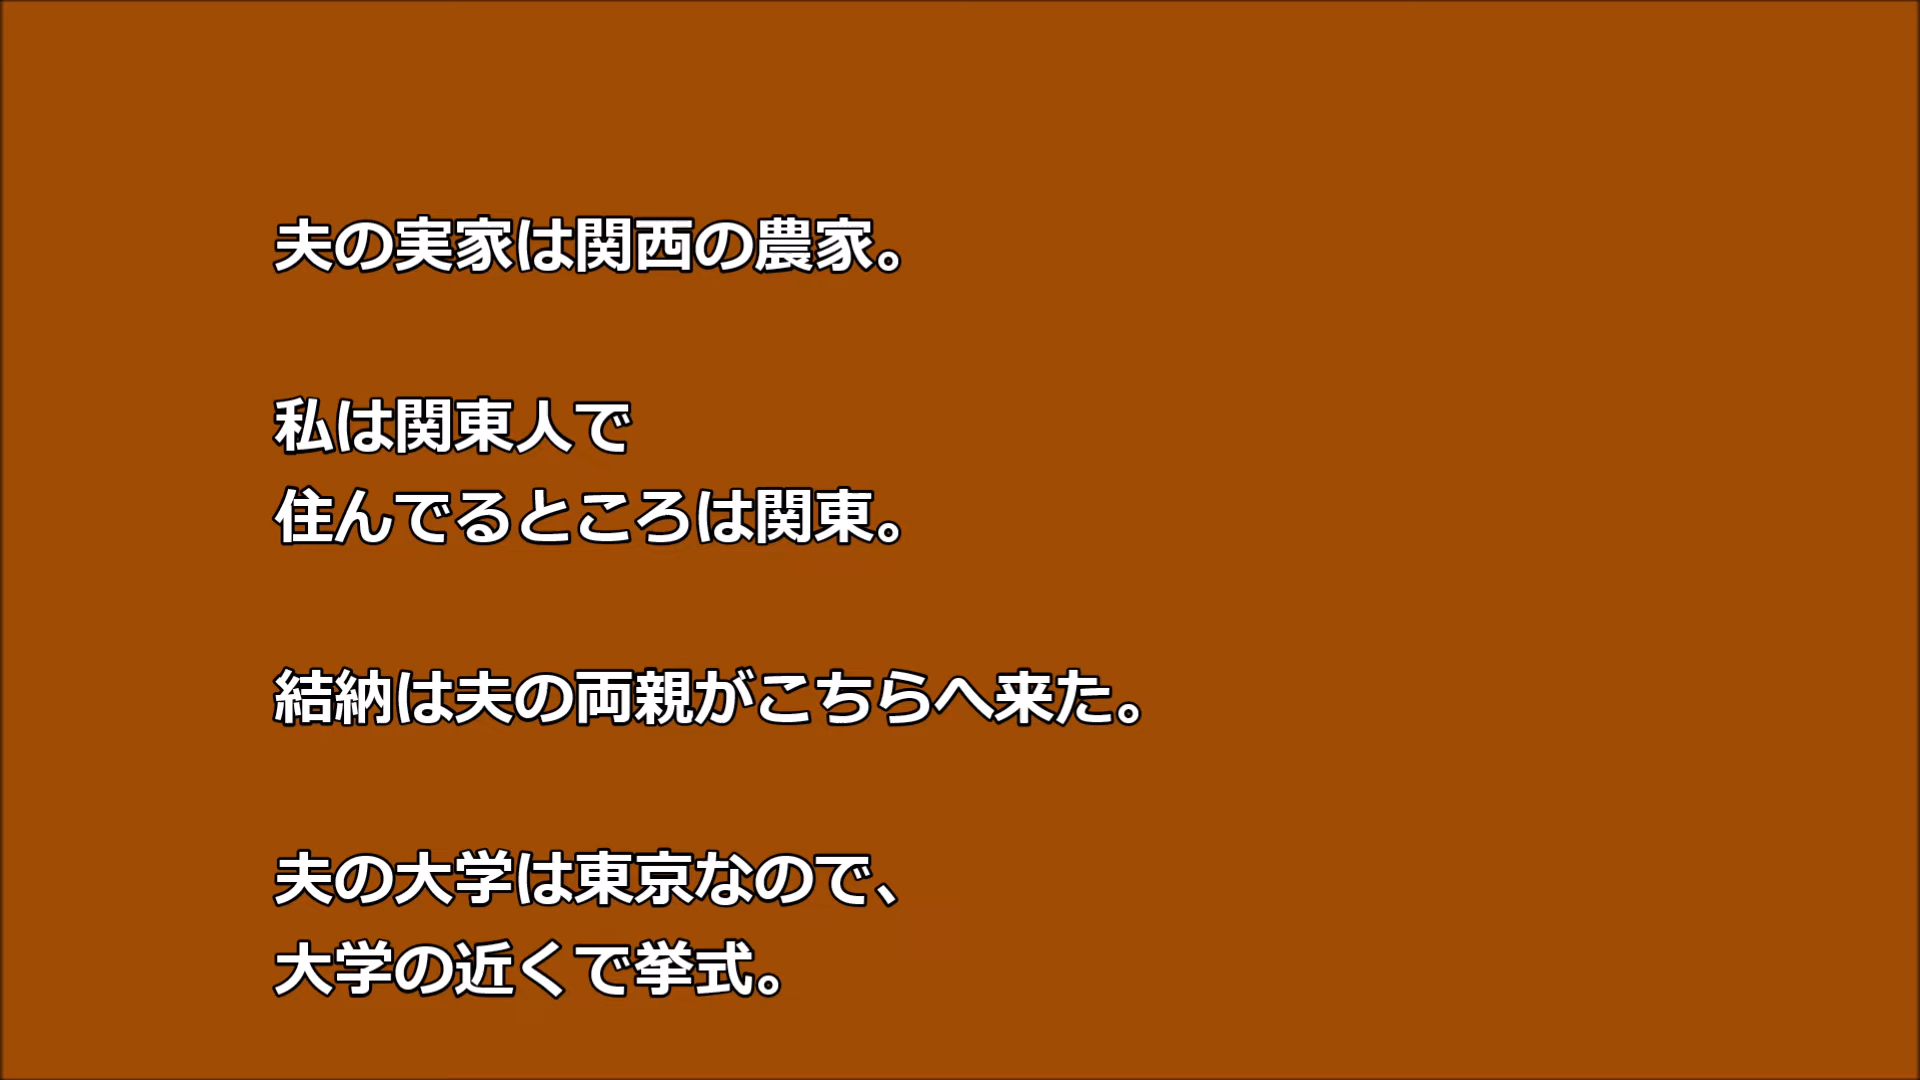 夫の実家は関西の農家。
私は関東人で
住んでるところは関東。
結納は夫の両親がこちらへ来た。
夫の大学は東京なので、
大学の近くで挙式。